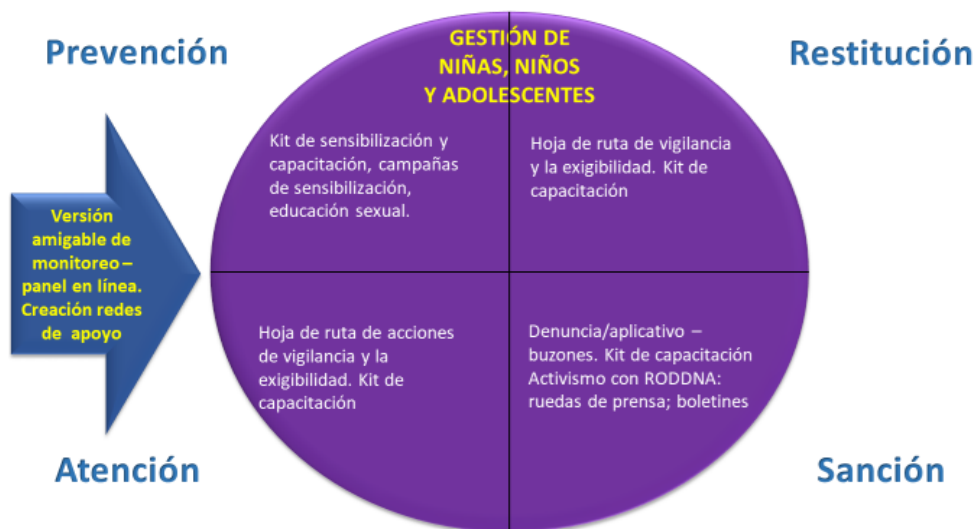 Prevención
Restitución
GESTIÓN DE
NIÑAS, NIÑOS
Y ADOLESCENTES
Kit de sensibilización y
capacitación, campañas
de sensibilización,
educación sexual.
Hoja de ruta de vigilancia
y la exigibilidad. Kit de
capacitación
Versión
amigable de
monitoreo –
panel en línea.
Creación redes
de apoyo
Hoja de ruta de acciones
de vigilancia y la
exigibilidad. Kit de
capacitación
Denuncia/aplicativo –
buzones. Kit de capacitación
Activismo con RODDNA:
ruedas de prensa; boletines
Atención
Sanción